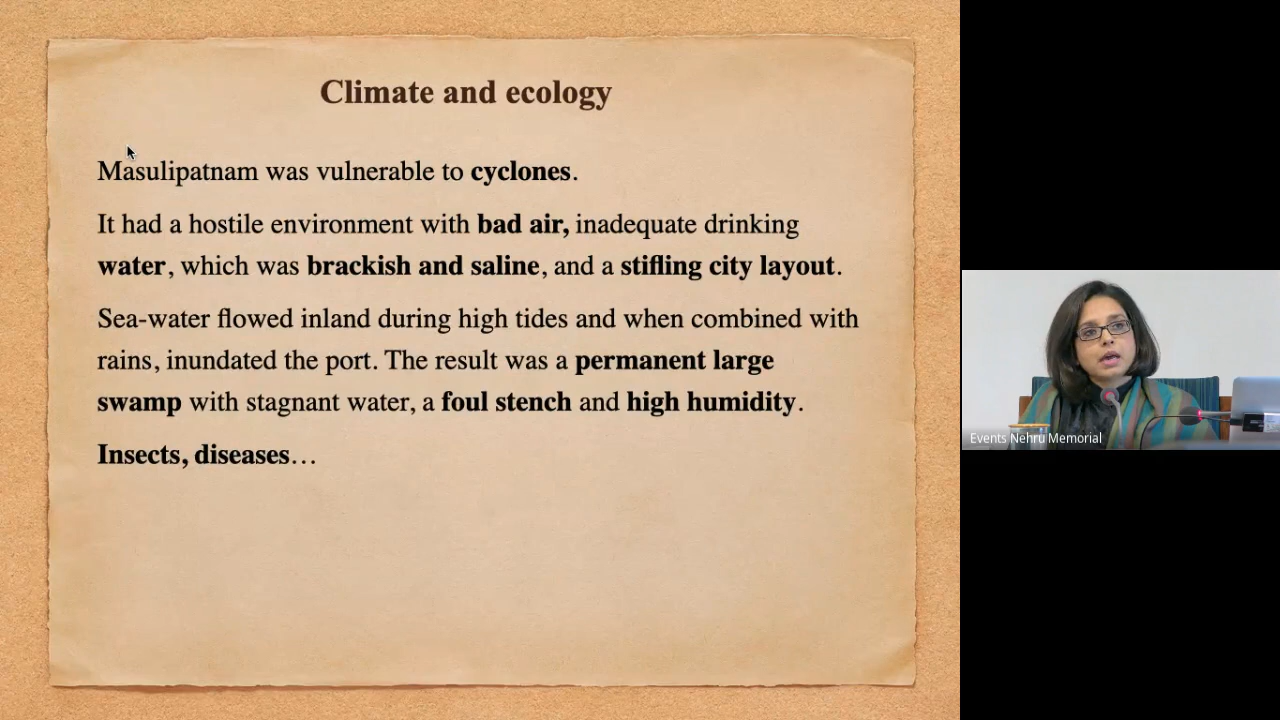 Climate and ecology
Masulipatnam was vulnerable to cyclones.
It had a hostile environment with bad air, inadequate drinking
water, which was brackish and saline, and a stifling city layout.
Sea-water flowed inland during high tides and when combined with
rains, inundated the port. The result was a permanent large
swamp with stagnant water, a foul stench and high humidity.
Insects, diseases…
Events Nehru Memorial